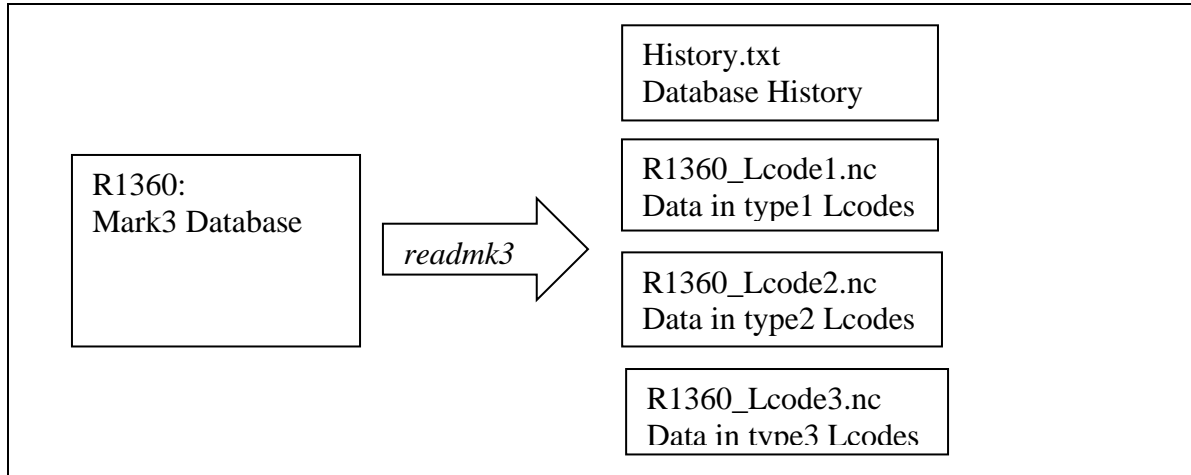 R1360:
Mark3 Database
readmk3
History.txt
Database History
R1360_Lcode1.nc
Data in type1 Lcodes
R1360_Lcode2.nc
Data in type2 Lcodes
R1360_Lcode3.nc
Data in type3 Lcodes